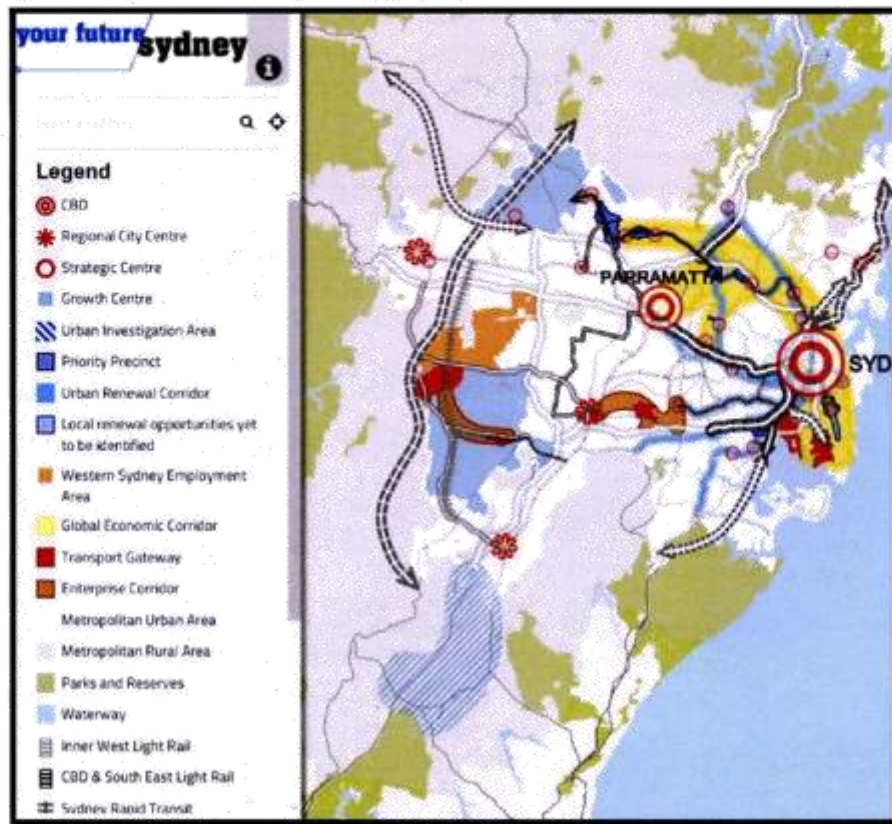 your future
sydney
Legend
CBD
Regional City Centre
Strategic Centre
Growth Centre
Urban Investigation Area
Priority Precinct
Urban Renewal Corridor
Local renewal opportunities yet
to be identified
Western Sydney Employment
Area
Global Economic Corridor
Transport Gateway
Enterprise Corridor
Metropolitan Urban Area
Metropolitan Rural Area
Parks and Reserves
Waterway
Inner West Light Rail
CBD & South East Light Rail
Sydney Rapid Transit
PARRAMATTA
SYD